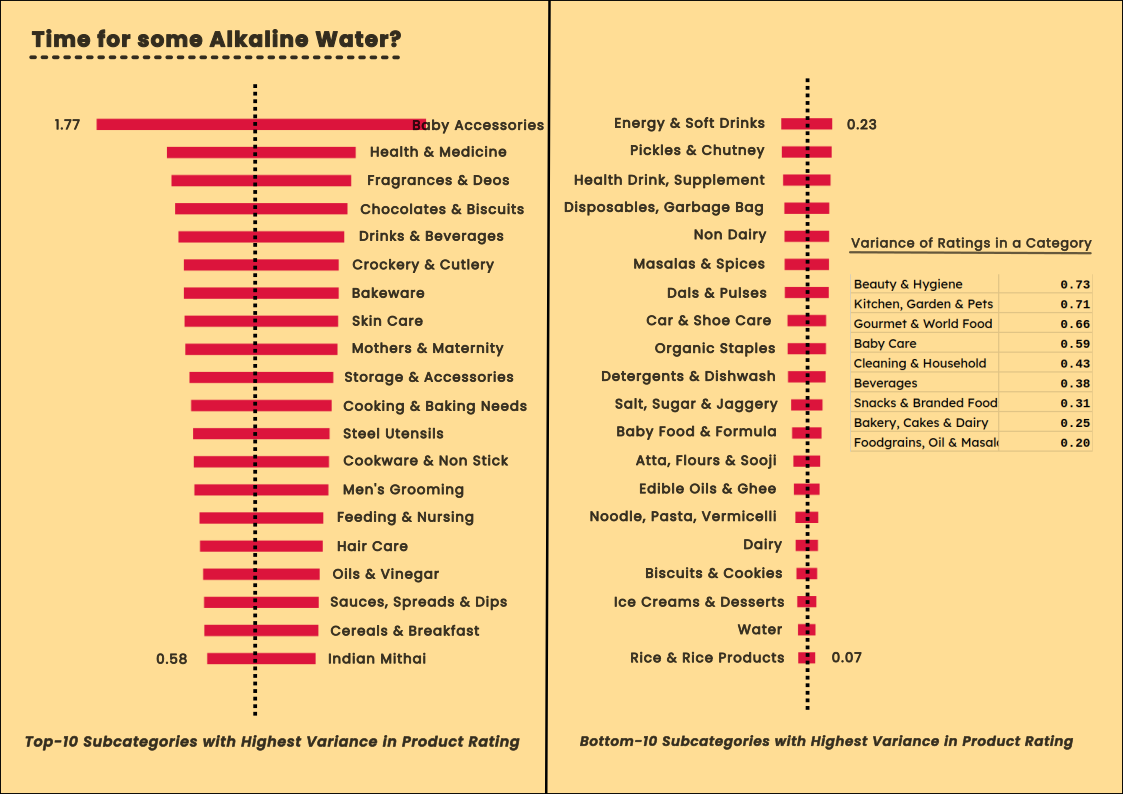 Time for some Alkaline Water?
1.77 Baby Accessories
Health & Medicine
Fragrances & Deos
Chocolates & Biscuits
Drinks & Beverages
Crockery & Cutlery
Bakeware
Skin Care
Mothers & Maternity
Storage & Accessories
Cooking & Baking Needs
Steel Utensils
Cookware & Non Stick
Men's Grooming
Feeding & Nursing
Hair Care
Oils & Vinegar
Sauces, Spreads & Dips
Cereals & Breakfast
0.58 Indian Mithai
Top-10 Subcategories with Highest Variance in Product Rating
Energy & Soft Drinks 0.23
Pickles & Chutney
Health Drink, Supplement
Disposables, Garbage Bag
Non Dairy
Masalas & Spices
Dals & Pulses
Car & Shoe Care
Organic Staples
Detergents & Dishwash
Salt, Sugar & Jaggery
Baby Food & Formula
Atta, Flours & Sooji
Edible Oils & Ghee
Noodle, Pasta, Vermicelli
Dairy
Biscuits & Cookies
Ice Creams & Desserts
Water
Rice & Rice Products 0.07
Bottom-10 Subcategories with Highest Variance in Product Rating
Variance of Ratings in a Category
Beauty & Hygiene 0.73
Kitchen, Garden & Pets 0.71
Gourmet & World Food 0.66
Baby Care 0.59
Cleaning & Household 0.43
Beverages 0.38
Snacks & Branded Food 0.31
Bakery, Cakes & Dairy 0.25
Foodgrains, Oil & Masal 0.20